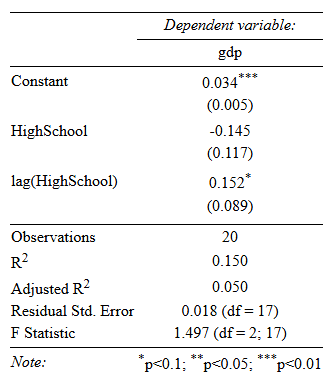 Dependent variable:
gdp
Constant 0.034***
(0.005)
HighSchool -0.145
(0.117)
lag(HighSchool) 0.152*
(0.089)
Observations 20
R2 0.150
Adjusted R2 0.050
Residual Std. Error 0.018 (df = 17)
F Statistic 1.497 (df = 2; 17)
Note: *p<0.1; **p<0.05; ***p<0.01